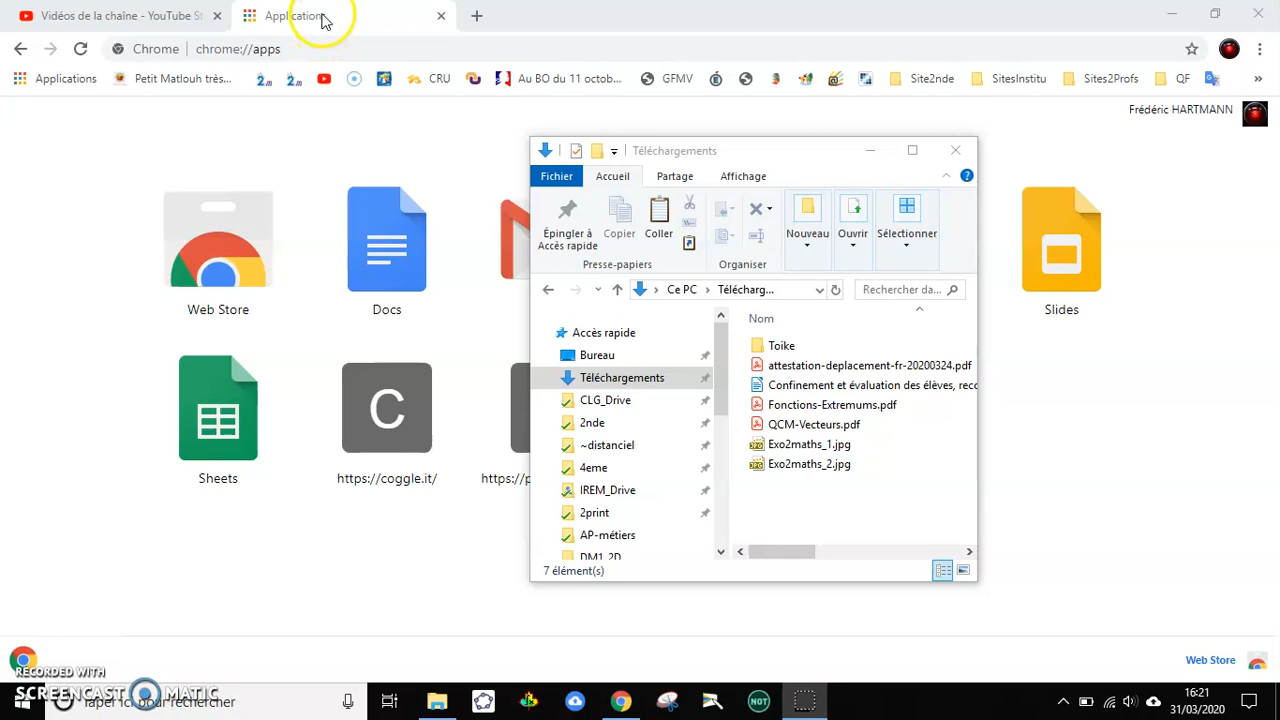 Vidéos de la chaîne - YouTube St
Applications
Chrome
chrome://apps
Applications
Petit Matlouh très...
CRU
Au BO du 11 octob...
GFMV
Site2nde
SitesInstitu
Sites2Profs
QF
»
Frédéric HARTMANN
Web Store
Docs
Slides
Sheets
C
https://coggle.it/
https://p
Téléchargements
Fichier
Accueil
Partage
Affichage
Épingler à
Accès rapide
Copier
Coller
Nouveau
Ouvrir
Sélectionner
Presse-papiers
Organiser
Ce PC
Télécharg...
Rechercher da...
Accès rapide
Bureau
Téléchargements
CLG_Drive
2nde
~distanciel
4eme
IREM_Drive
2print
AP-métiers
DM1_2D
Nom
Toike
attestation-deplacement-fr-20200324.pdf
Confinement et évaluation des élèves, reco
Fonctions-Extremums.pdf
QCM-Vecteurs.pdf
Exo2maths_1.jpg
Exo2maths_2.jpg
7 élément(s)
Web Store
RECORDED WITH
SCREENCAST MATIC
Taper ici pour rechercher
NOT
16:21
31/03/2020